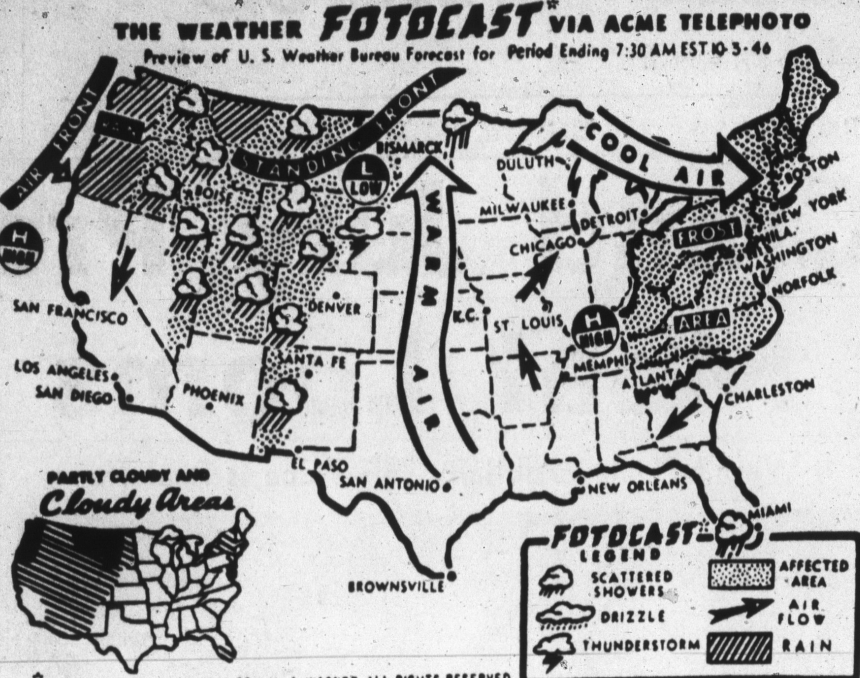 THE WEATHER FOTOCAST* VIA ACME TELEPHOTO
Preview of U. S. Weather Bureau Forecast for Period Ending 7:30 AM EST 10-3-46
AIR FRONT
STANDING FRONT
COOL AIR
BISMARCK
DULUTH
L
LOW
BOISE
BOSTON
MILWAUKEE
DETROIT
NEW YORK
FROST
PHILA.
CHICAGO
WASHINGTON
H
HIGH
WARM AIR
NORFOLK
SAN FRANCISCO
DENVER
K.C.
ST. LOUIS
H
HIGH
AREA
MEMPHIS
SANTA FE
LOS ANGELES
SAN DIEGO
PHOENIX
ATLANTA
CHARLESTON
EL PASO
SAN ANTONIO
NEW ORLEANS
MIAMI
BROWNSVILLE
PARTLY CLOUDY AND
Cloudy Areas
FOTOCAST*
LEGEND
SCATTERED
SHOWERS
AFFECTED
AREA
DRIZZLE
AIR
FLOW
THUNDERSTORM
RAIN
ALL RIGHTS RESERVED